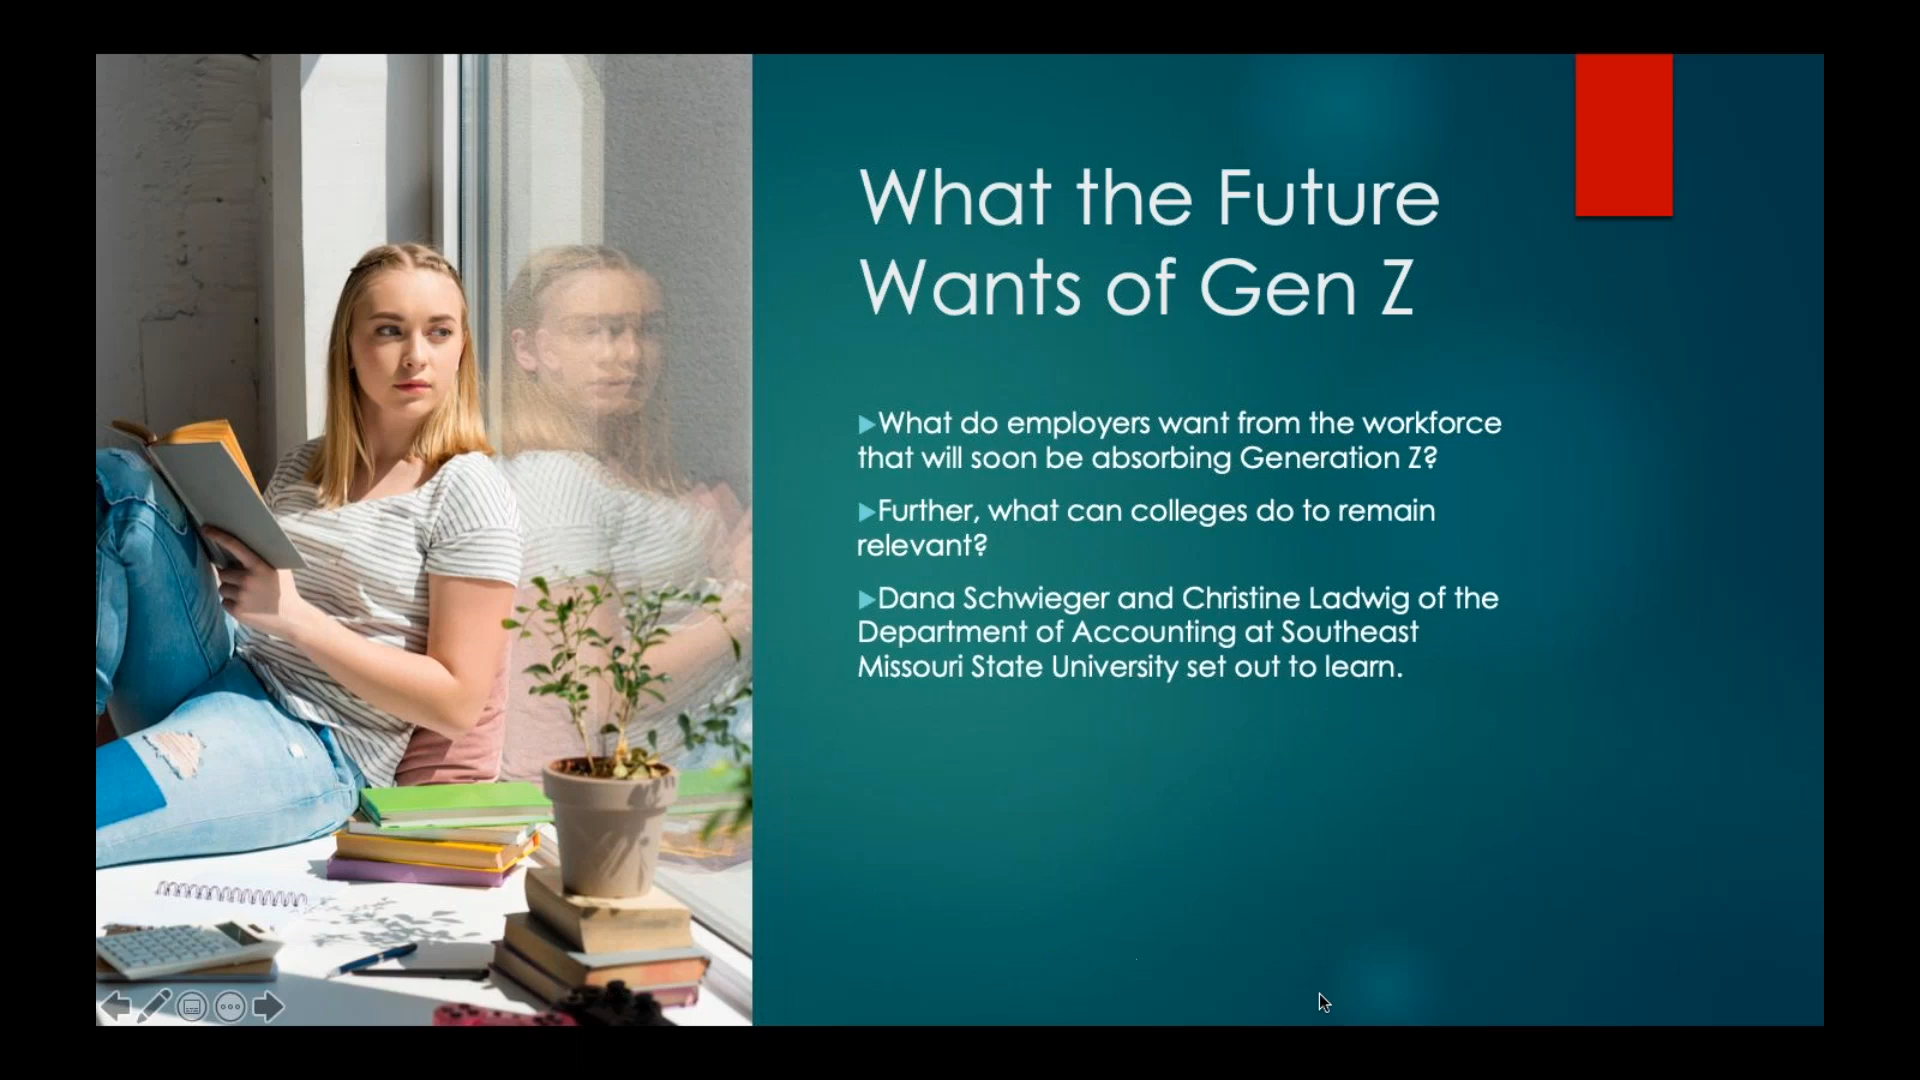 What the Future
Wants of Gen Z
What do employers want from the workforce
that will soon be absorbing Generation Z?
Further, what can colleges do to remain
relevant?
Dana Schwieger and Christine Ladwig of the
Department of Accounting at Southeast
Missouri State University set out to learn.